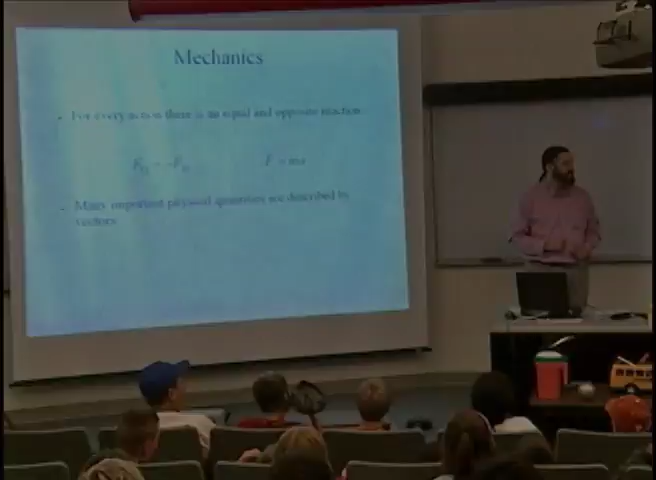 Mechanics
- For every action there is an equal and opposite reaction.
F = ma
- Many important physical quantities are described by
vectors